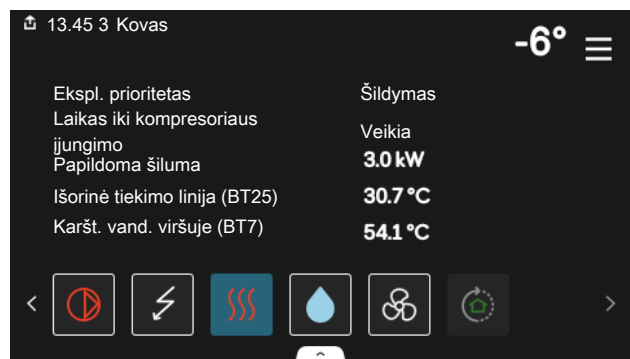 13.45 3 Kovas
-6°
Ekspl. prioritetas Šildymas
Laikas iki kompresoriaus
įjungimo Veikia
Papildoma šiluma 3.0 kW
Išorinė tiekimo linija (BT25) 30.7 °C
Karšt. vand. viršuje (BT7) 54.1 °C